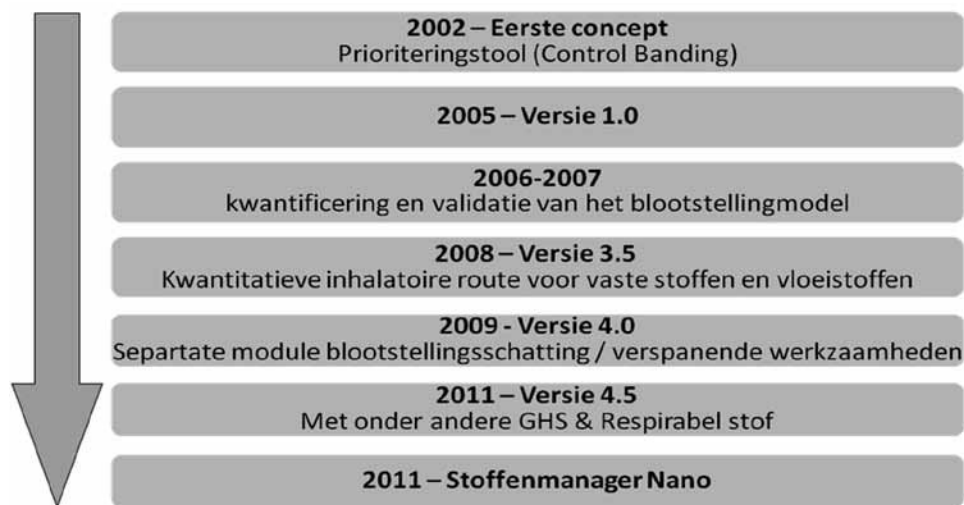 2002 – Eerste concept
Prioriteringstool (Control Banding)
2005 – Versie 1.0
2006-2007
kwantificering en validatie van het blootstellingmodel
2008 – Versie 3.5
Kwantitatieve inhalatoire route voor vaste stoffen en vloeistoffen
2009 - Versie 4.0
Separtate module blootstellingsschatting / verspanende werkzaamheden
2011 – Versie 4.5
Met onder andere GHS & Respirabel stof
2011 – Stoffenmanager Nano